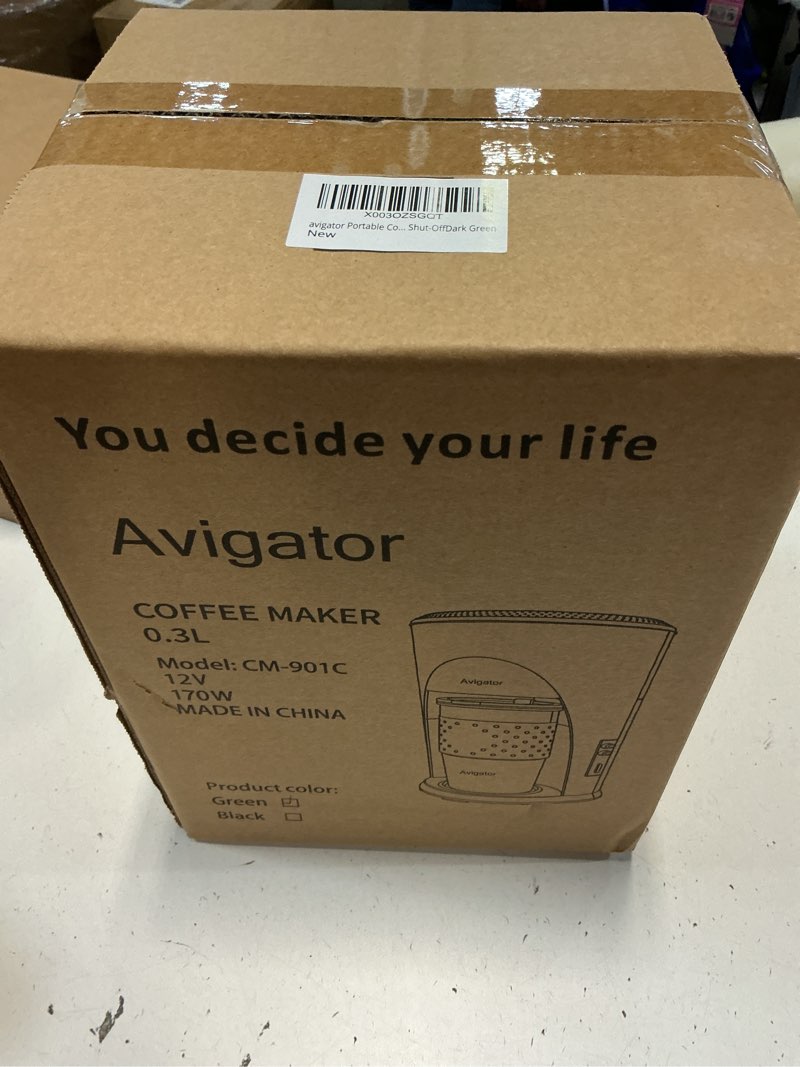 X003OZSGQT
avigator Portable Co... Shut-OffDark Green
New
You decide your life
Avigator
COFFEE MAKER
0.3L
Model: CM-901C
12V
170W
MADE IN CHINA
Avigator
Avigator
Product color:
Green
Black